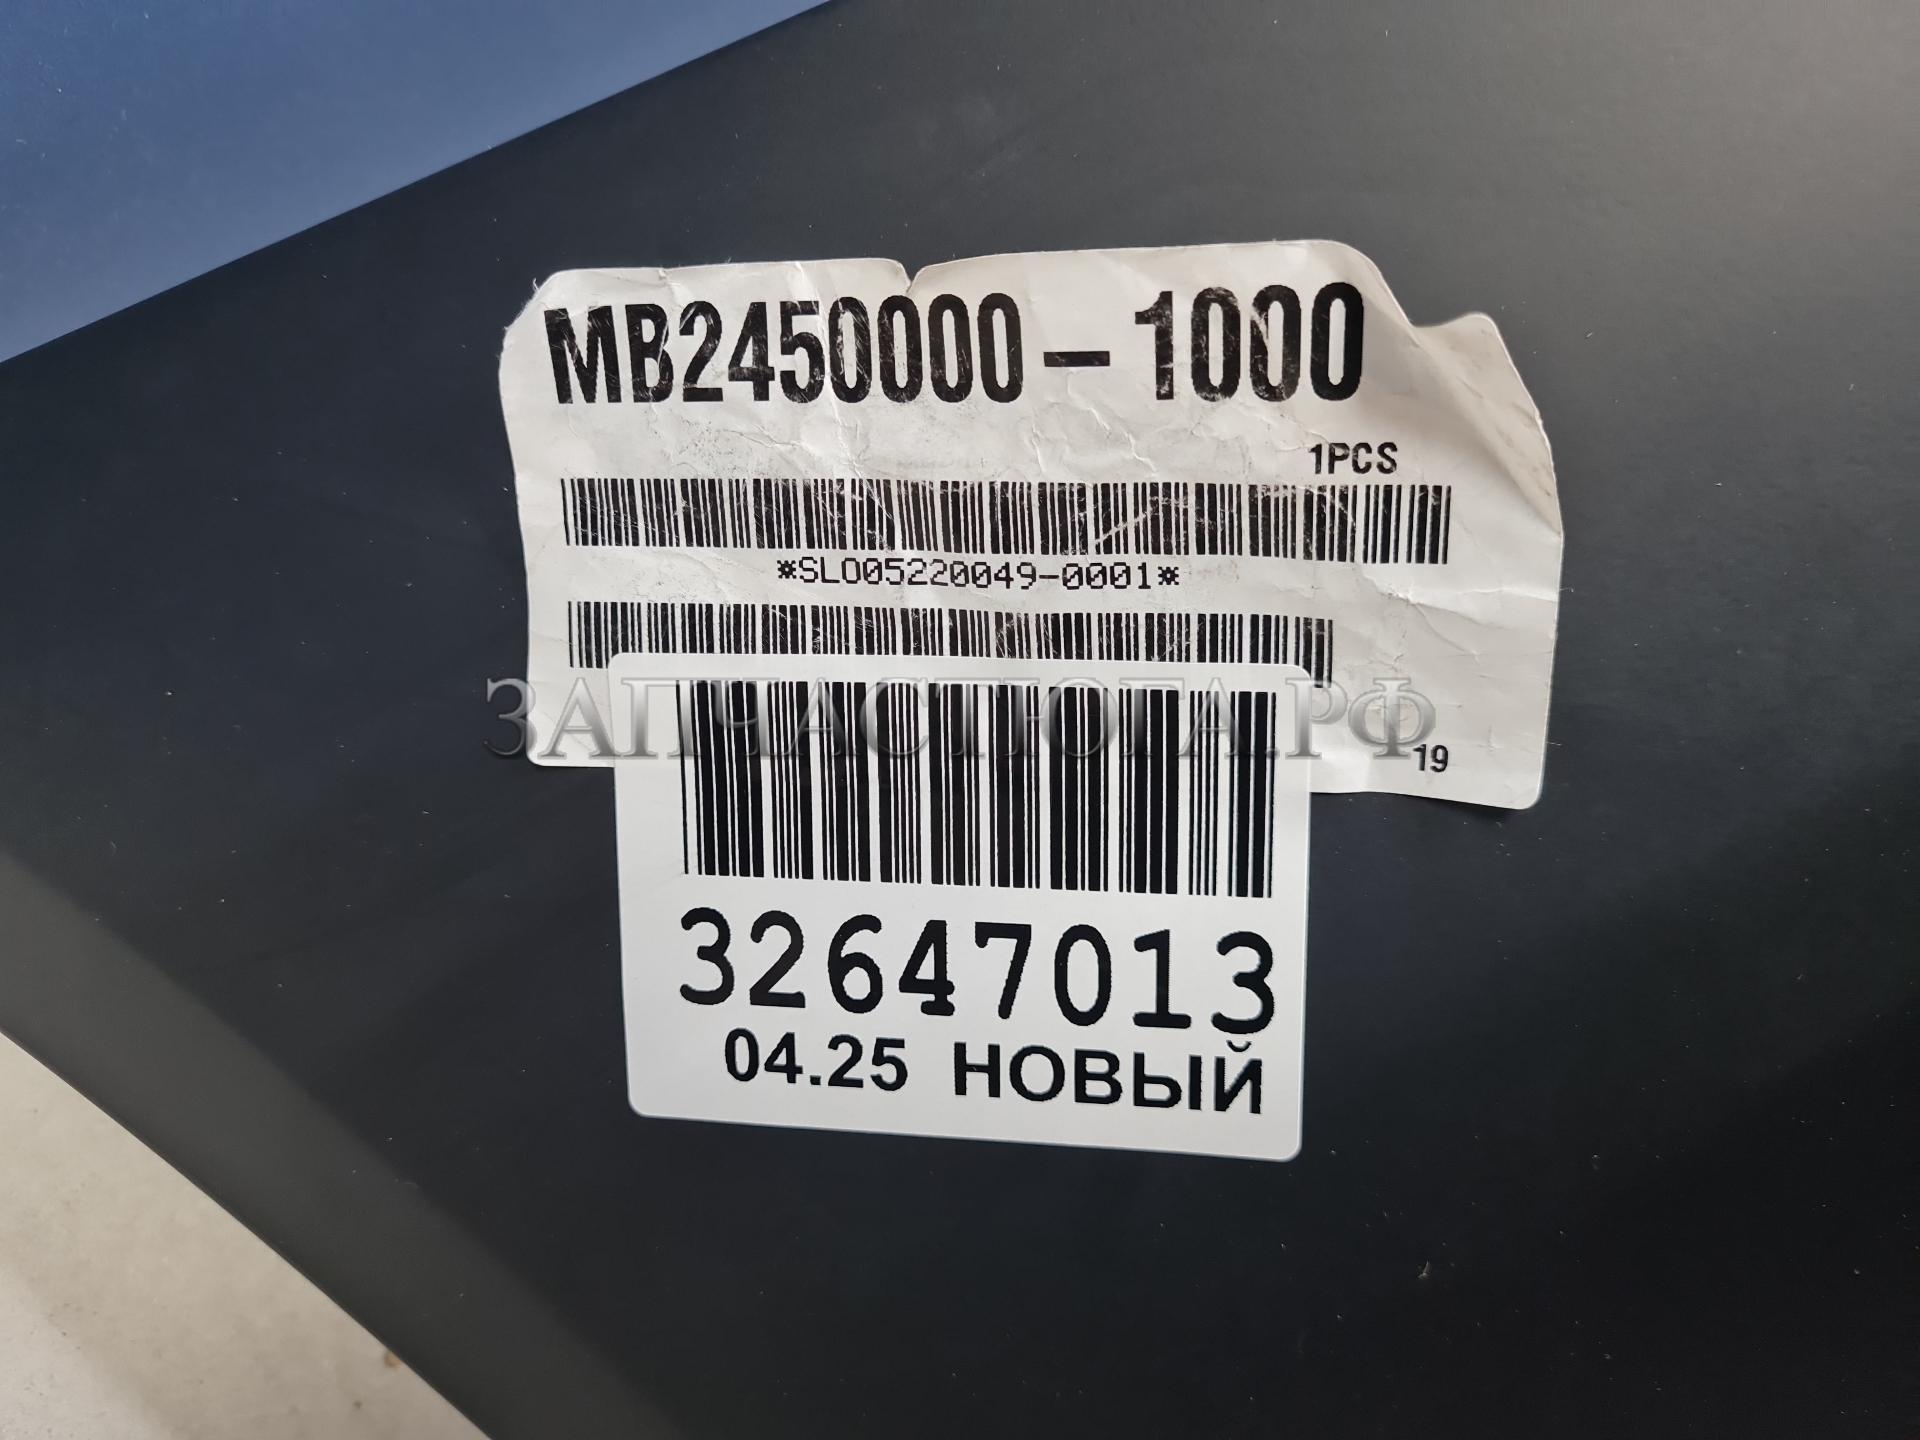 MB2450000-1000
1PCS
*SL005220049-0001*
ЗАПЧАСТЮГА.РФ
19
32647013
04.25 НОВЫЙ